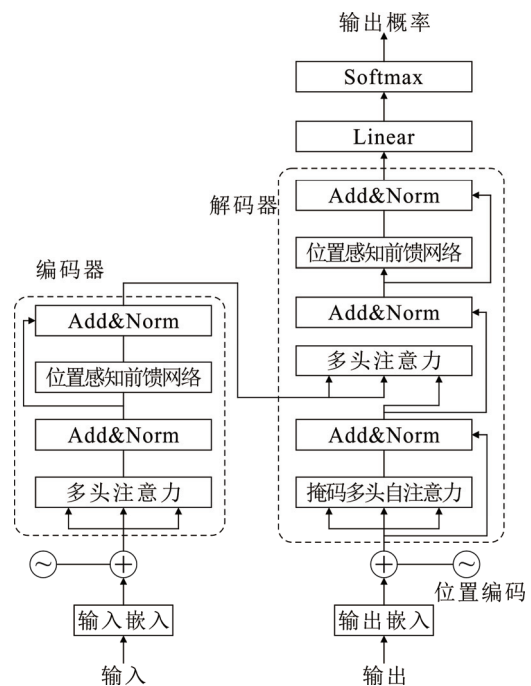 输出概率
Softmax
Linear
解码器
Add&Norm
位置感知前馈网络
Add&Norm
多头注意力
Add&Norm
掩码多头自注意力
编码器
Add&Norm
位置感知前馈网络
Add&Norm
多头注意力
~
+
+
~
位置编码
输入嵌入
输出嵌入
输入
输出